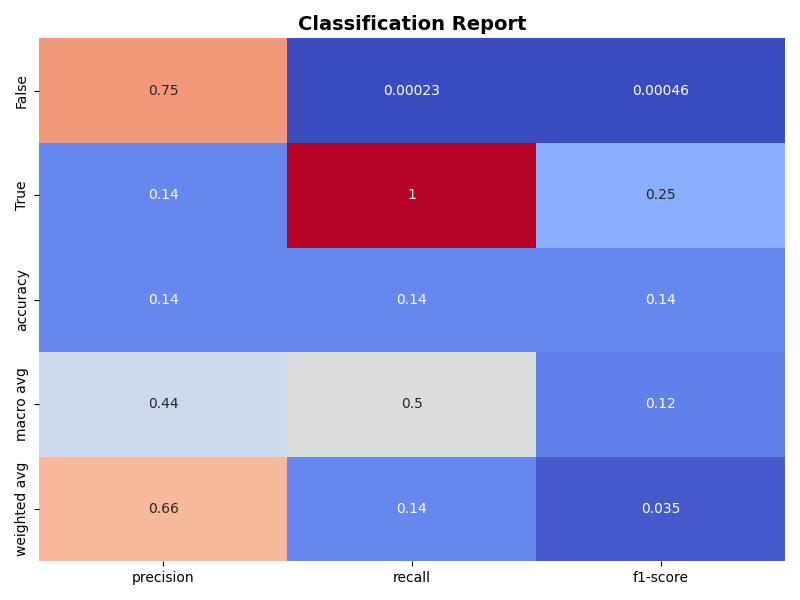 Classification Report
False 0.75 0.00023 0.00046
True 0.14 1 0.25
accuracy 0.14 0.14 0.14
macro avg 0.44 0.5 0.12
weighted avg 0.66 0.14 0.035
precision recall f1-score